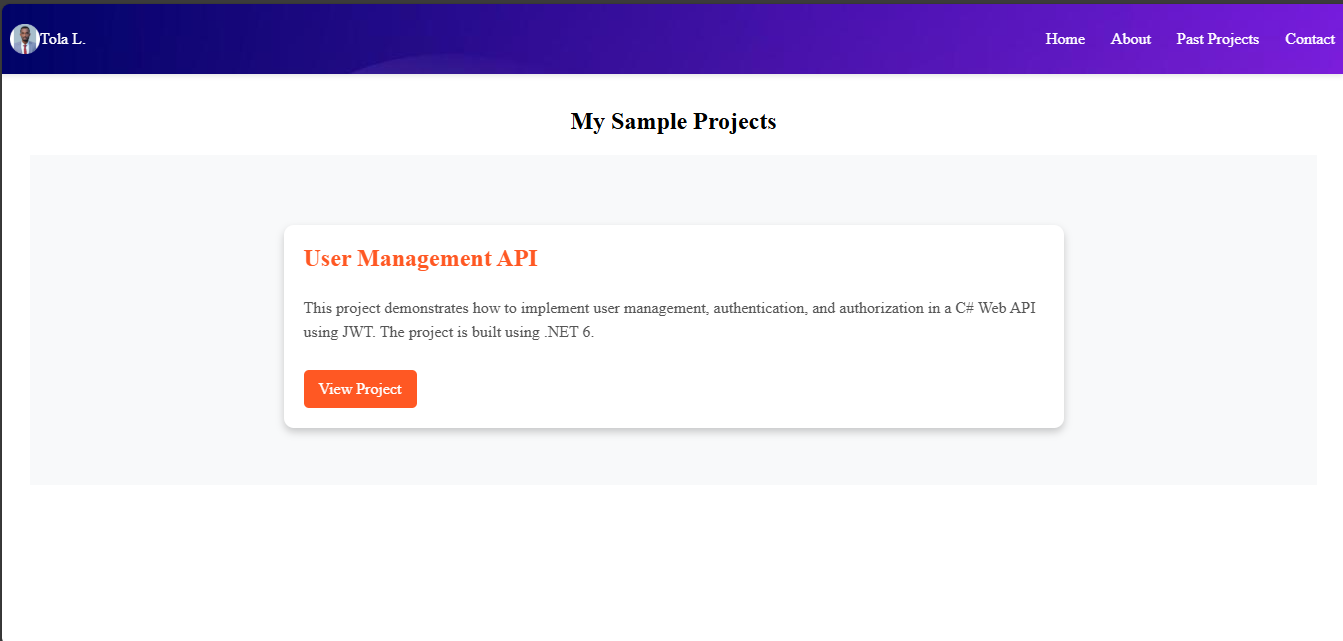 Tola L.
Home About Past Projects Contact
My Sample Projects
User Management API
This project demonstrates how to implement user management, authentication, and authorization in a C# Web API
using JWT. The project is built using .NET 6.
View Project